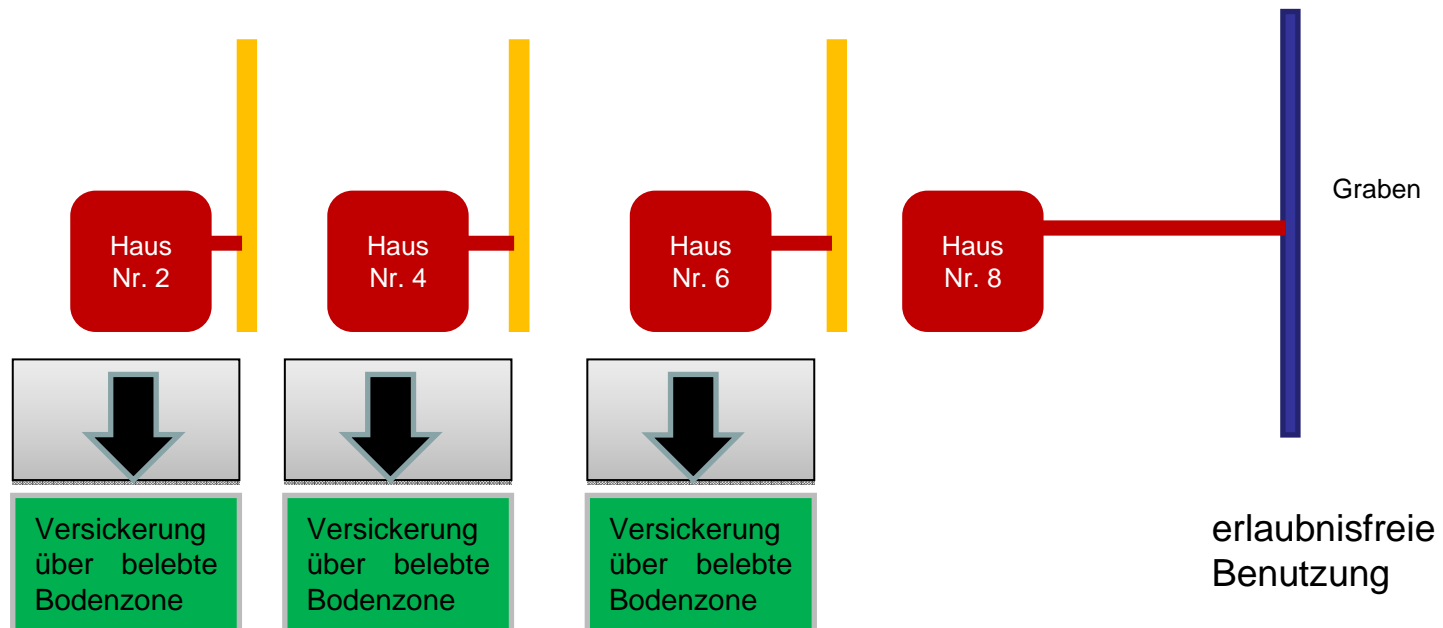 Haus
Nr. 2
Haus
Nr. 4
Haus
Nr. 6
Haus
Nr. 8
Graben
Versickerung
über belebte
Bodenzone
Versickerung
über belebte
Bodenzone
Versickerung
über belebte
Bodenzone
erlaubnisfreie
Benutzung